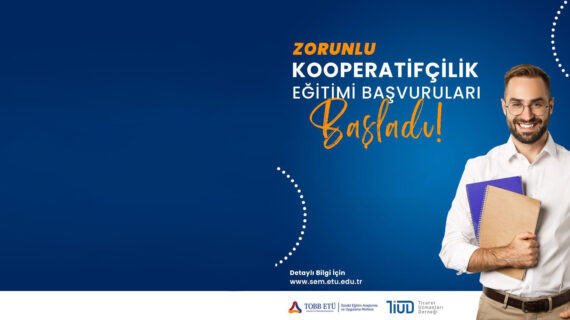 ZORUNLU
KOOPERATİFÇİLİK
EĞİTİMİ BAŞVURULARI
Başladı!
Detaylı Bilgi İçin
www.sem.etu.edu.tr
TOBB ETÜ
Sürekli Eğitim Araştırma
ve Uygulama Merkezi
TİUD
Ticaret
Uzmanları
Derneği